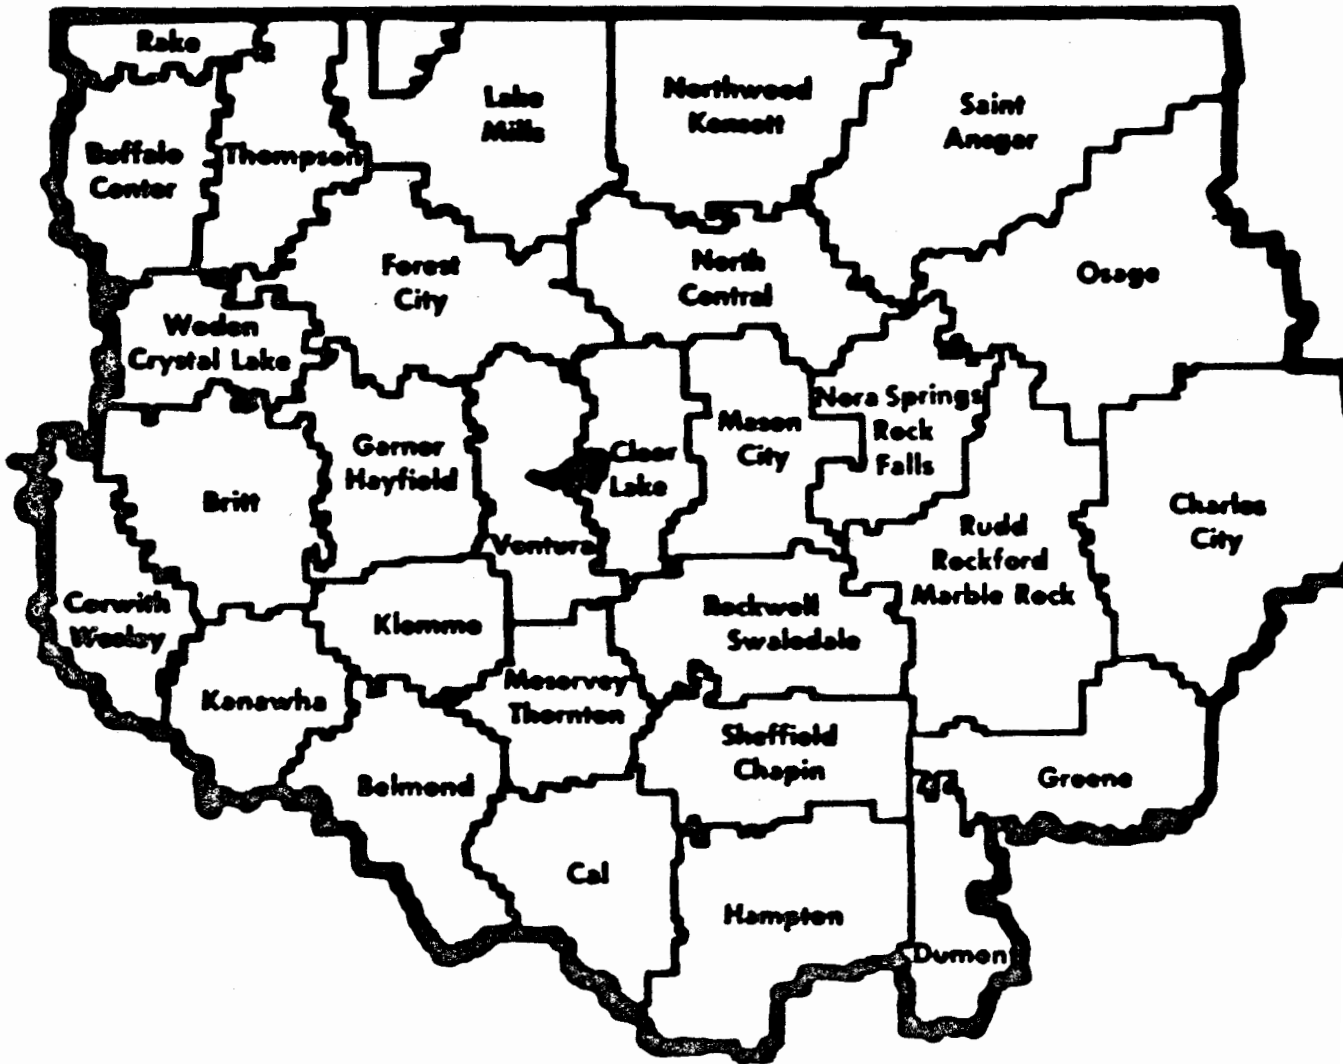 Rake
Lake
Mills
Northwood
Kensett
Saint
Ansgar
Buffalo
Center
Thompson
Forest
City
North
Central
Osage
Woden
Crystal Lake
Garner
Hayfield
Clear
Lake
Mason
City
Nora Springs
Rock
Falls
Britt
Ventura
Rudd
Rockford
Marble Rock
Charles
City
Corwith
Wesley
Klemme
Rockwell
Swaledale
Kanawha
Meservey
Thornton
Sheffield
Chapin
Belmond
Greene
Cal
Hampton
Dumont